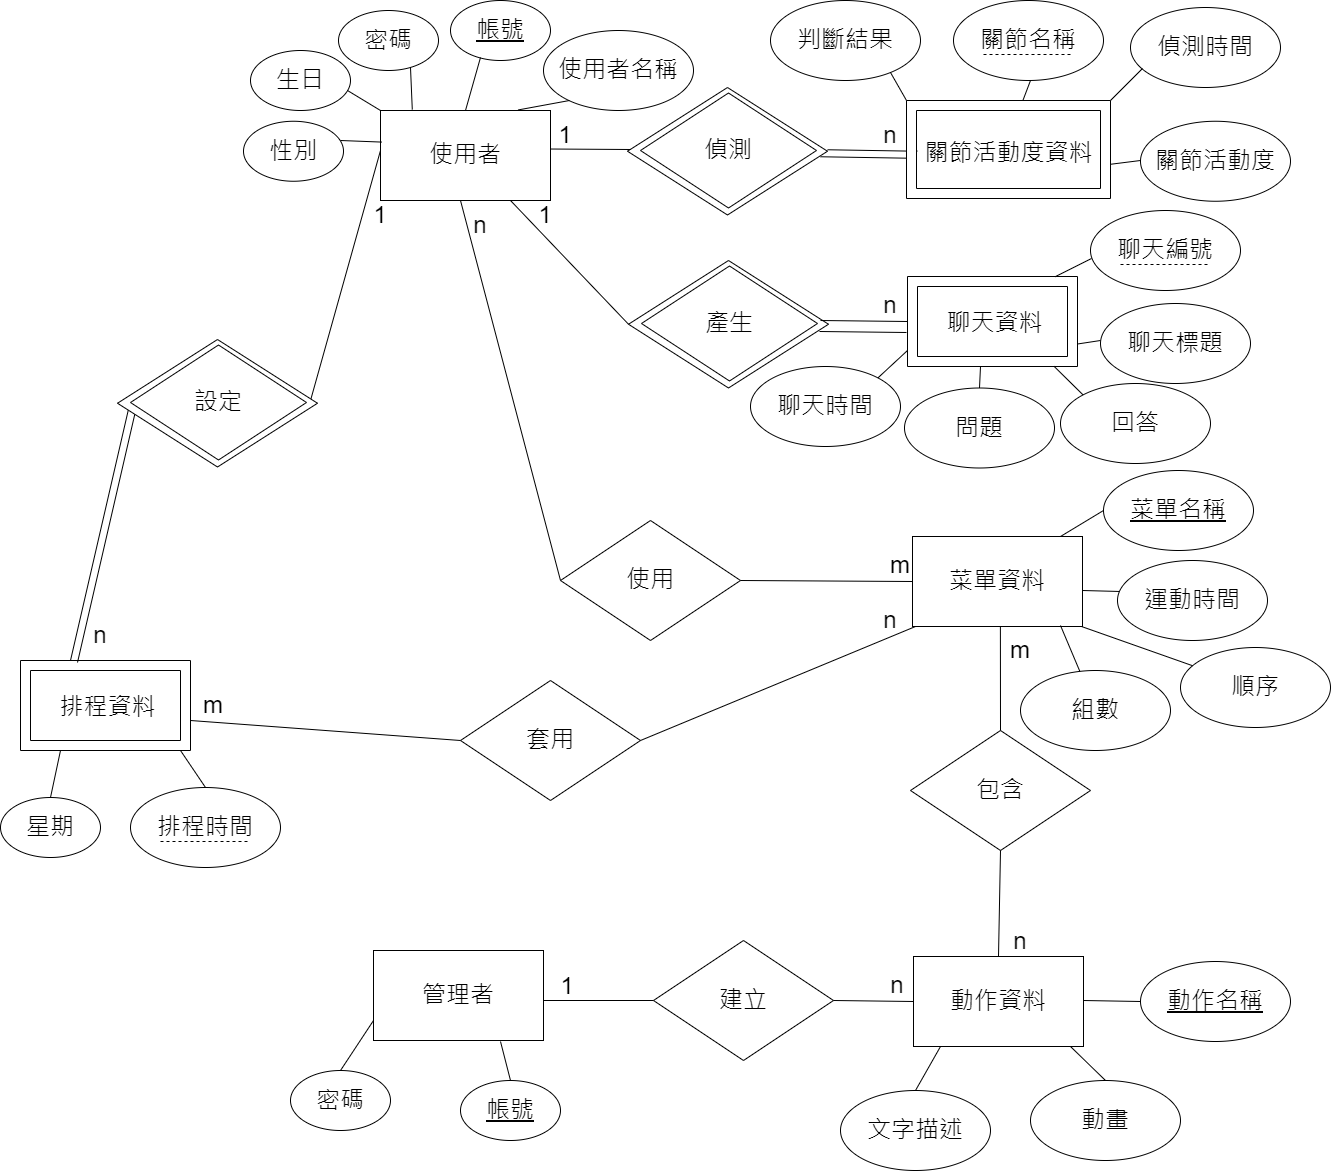 帳號
密碼
使用者名稱
生日
性別
使用者
1
偵測
n
判斷結果
關節名稱
偵測時間
關節活動度資料
關節活動度
1
n
1
產生
n
聊天資料
聊天編號
聊天標題
聊天時間
問題
回答
設定
n
使用
m
菜單資料
菜單名稱
運動時間
順序
組數
排程資料
m
套用
n
星期
排程時間
m
包含
n
管理者
1
建立
n
動作資料
動作名稱
密碼
帳號
文字描述
動畫